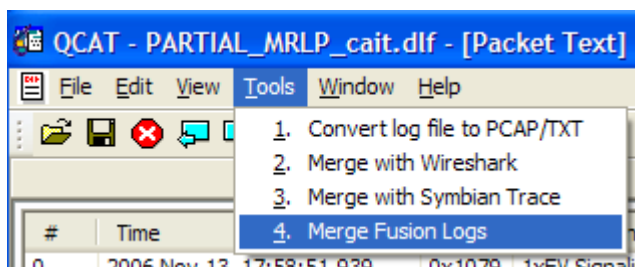 QCAT - PARTIAL_MRLP_cait.dlf - [Packet Text]
File Edit View Tools Window Help
1. Convert log file to PCAP/TXT
2. Merge with Wireshark
3. Merge with Symbian Trace
4. Merge Fusion Logs
# Time
0 2006 Nov 13 17:58:51.939 0x1079 1xEV Signali